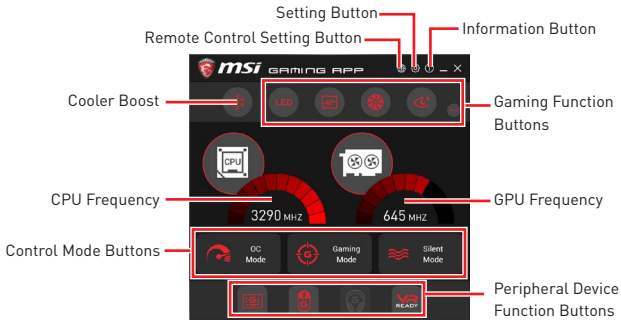 Setting Button
Information Button
Remote Control Setting Button
msi GAMING APP
Cooler Boost
LED
Gaming Function
Buttons
CPU
CPU Frequency
GPU Frequency
3290 MHZ
645 MHZ
Control Mode Buttons
OC
Mode
G
Gaming
Mode
Silent
Mode
Peripheral Device
Function Buttons
G
G
G
VR
READY